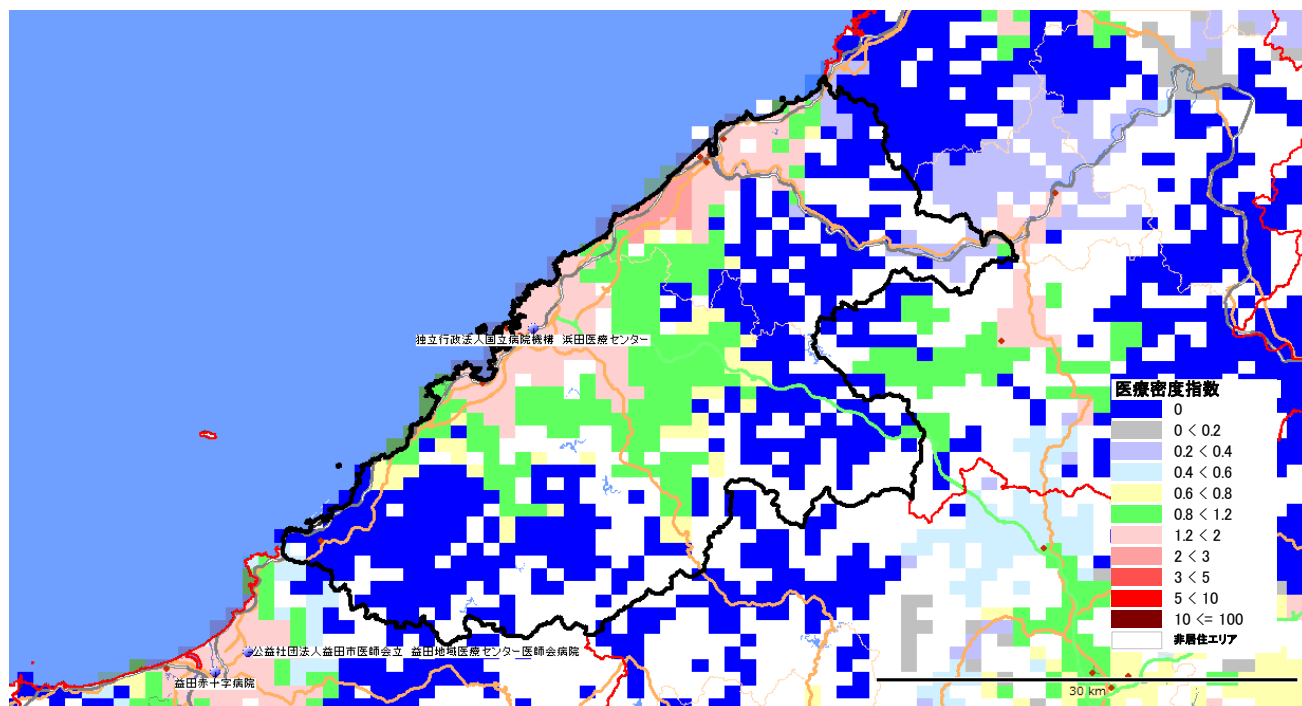 独立行政法人国立病院機構 浜田医療センター
医療密度指数
0
0 < 0.2
0.2 < 0.4
0.4 < 0.6
0.6 < 0.8
0.8 < 1.2
1.2 < 2
2 < 3
3 < 5
5 < 10
10 <= 100
非居住エリア
公益社団法人益田市医師会立 益田地域医療センター医師会病院
益田赤十字病院
30 km